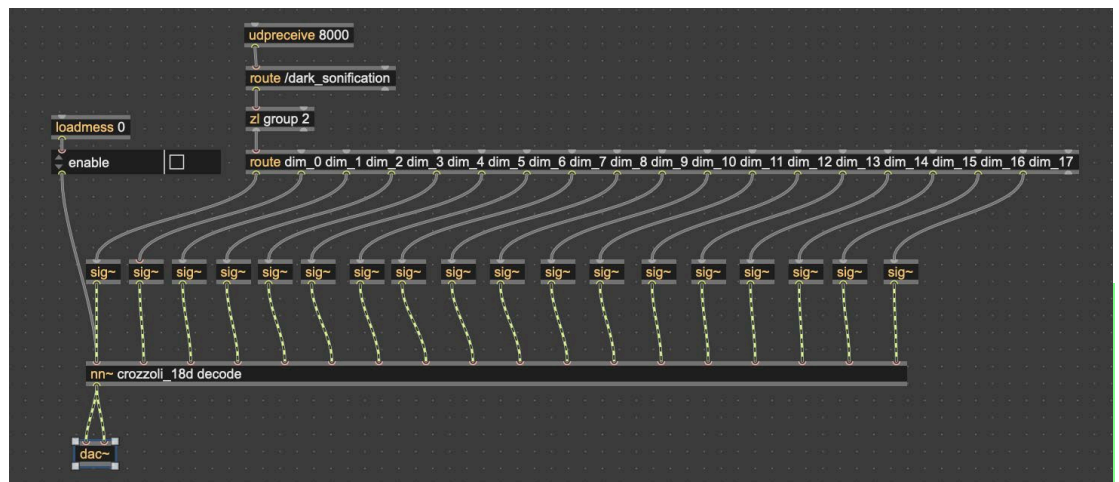 udpreceive 8000
route /dark_sonification
zl group 2
loadmess 0
enable
route dim_0 dim_1 dim_2 dim_3 dim_4 dim_5 dim_6 dim_7 dim_8 dim_9 dim_10 dim_11 dim_12 dim_13 dim_14 dim_15 dim_16 dim_17
sig~ sig~ sig~ sig~ sig~ sig~ sig~ sig~ sig~ sig~ sig~ sig~ sig~ sig~ sig~ sig~ sig~ sig~
nn~ crozzoli_18d decode
dac~